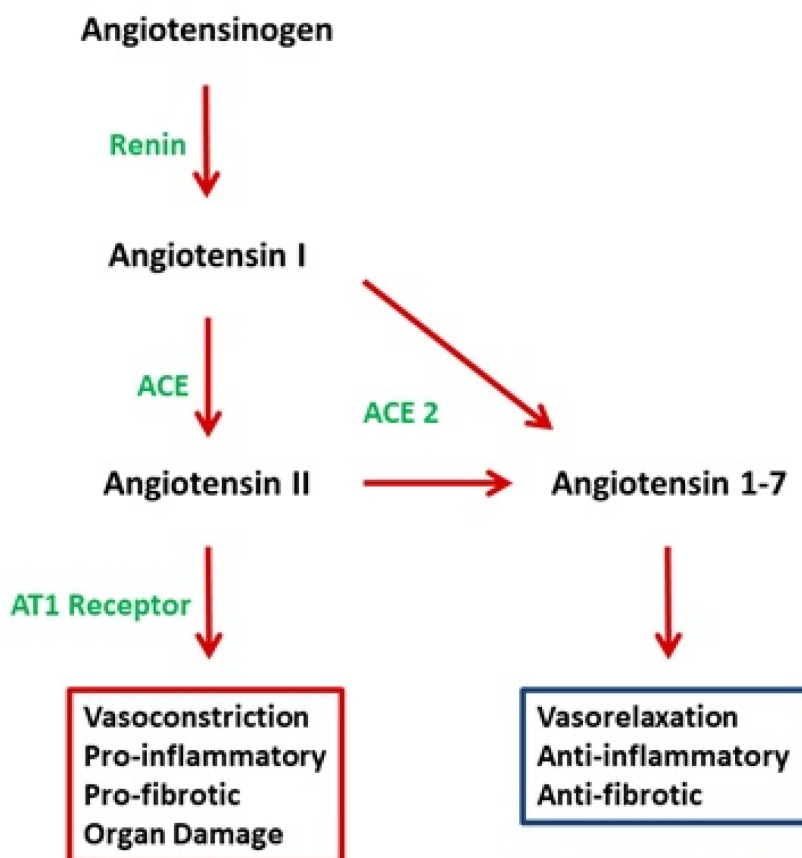 Angiotensinogen
Renin
Angiotensin I
ACE
ACE 2
Angiotensin II
Angiotensin 1-7
AT1 Receptor
Vasoconstriction
Pro-inflammatory
Pro-fibrotic
Organ Damage
Vasorelaxation
Anti-inflammatory
Anti-fibrotic